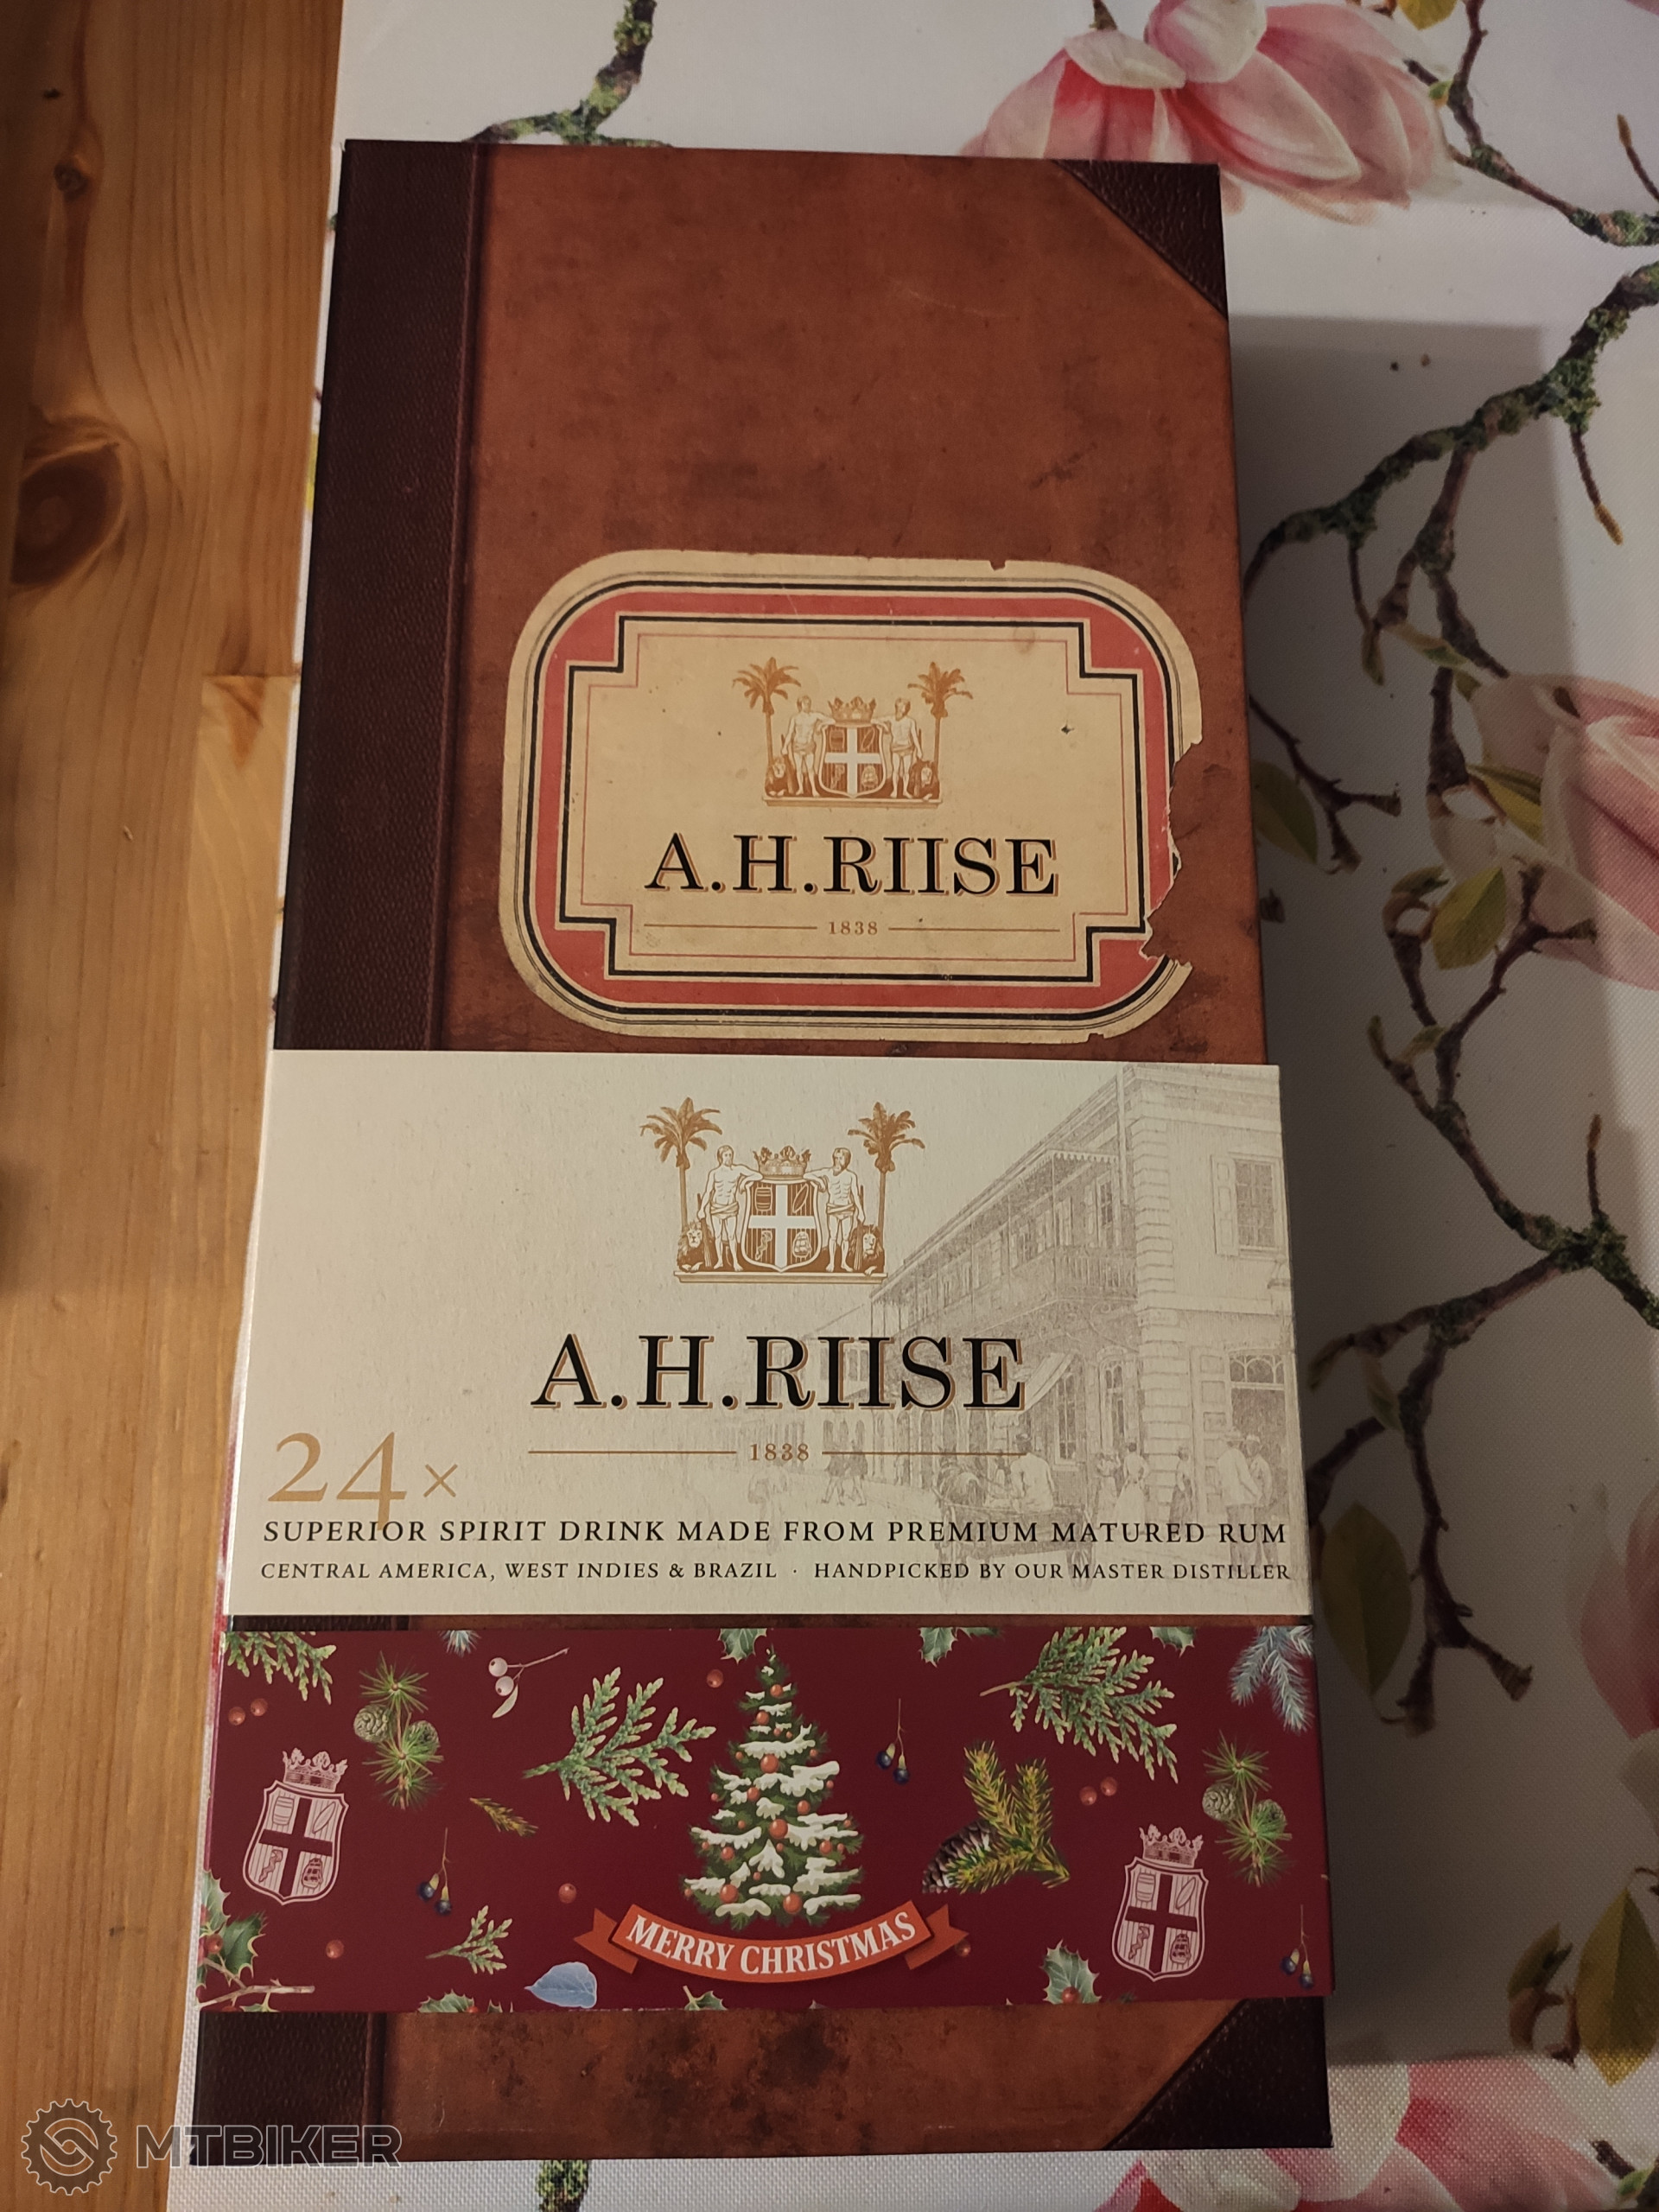 A.H.RIISE
1838
A.H.RIISE
1838
24×
SUPERIOR SPIRIT DRINK MADE FROM PREMIUM MATURED RUM
CENTRAL AMERICA, WEST INDIES & BRAZIL · HANDPICKED BY OUR MASTER DISTILLER
MERRY CHRISTMAS
MTBIKER